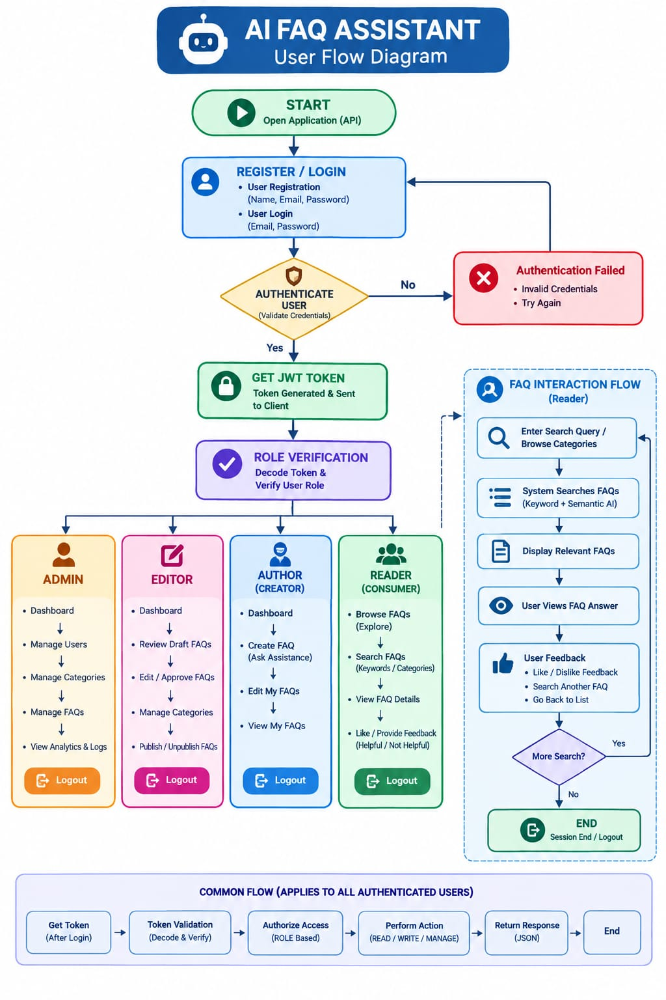 AI FAQ ASSISTANT
User Flow Diagram
START
Open Application (API)
REGISTER / LOGIN
• User Registration
(Name, Email, Password)
• User Login
(Email, Password)
AUTHENTICATE
USER
(Validate Credentials)
No
Authentication Failed
• Invalid Credentials
• Try Again
Yes
GET JWT TOKEN
Token Generated & Sent
to Client
ROLE VERIFICATION
Decode Token &
Verify User Role
ADMIN
• Dashboard
• Manage Users
• Manage Categories
• Manage FAQs
• View Analytics & Logs
Logout
EDITOR
• Dashboard
• Review Draft FAQs
• Edit / Approve FAQs
• Manage Categories
• Publish / Unpublish FAQs
Logout
AUTHOR
(CREATOR)
• Dashboard
• Create FAQ
(Ask Assistance)
• Edit My FAQs
• View My FAQs
Logout
READER
(CONSUMER)
• Browse FAQs
(Explore)
• Search FAQs
(Keywords / Categories)
• View FAQ Details
• Like / Provide Feedback
(Helpful / Not Helpful)
Logout
FAQ INTERACTION FLOW
(Reader)
Enter Search Query /
Browse Categories
System Searches FAQs
(Keyword + Semantic AI)
Display Relevant FAQs
User Views FAQ Answer
User Feedback
• Like / Dislike Feedback
• Search Another FAQ
• Go Back to List
More Search?
Yes
No
END
Session End / Logout
COMMON FLOW (APPLIES TO ALL AUTHENTICATED USERS)
Get Token
(After Login)
Token Validation
(Decode & Verify)
Authorize Access
(ROLE Based)
Perform Action
(READ / WRITE / MANAGE)
Return Response
(JSON)
End